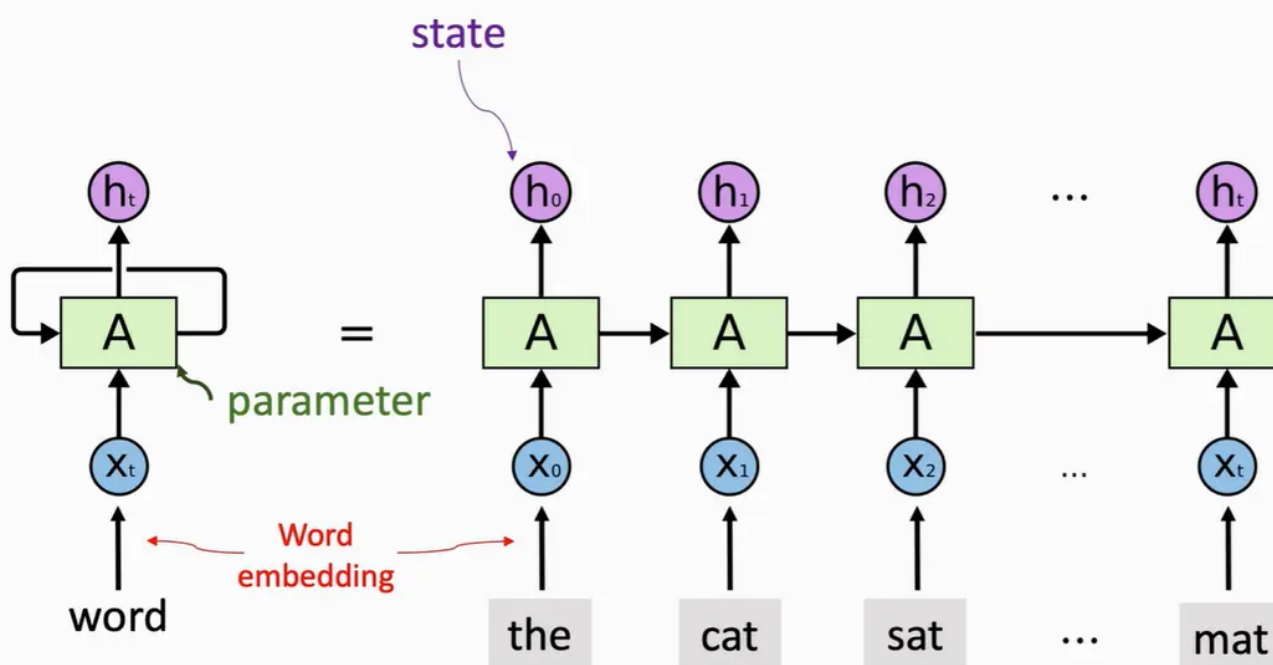 state
hₜ h₀ h₁ h₂ ... hₜ
A = A A A A
parameter
xₜ x₀ x₁ x₂ ... xₜ
Word
embedding
word the cat sat ... mat